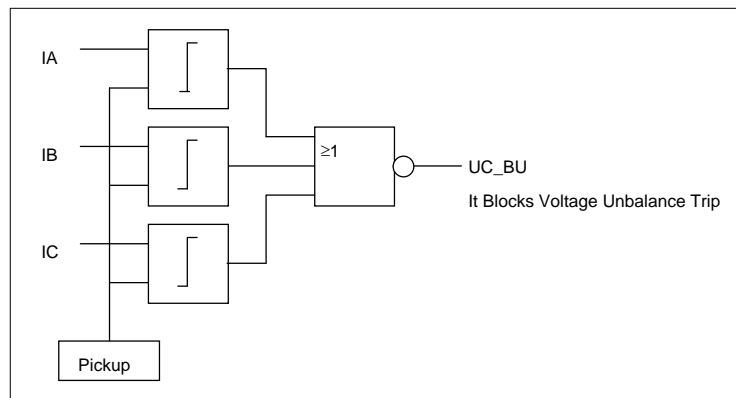 IA
IB
≥1
UC_BU
It Blocks Voltage Unbalance Trip
IC
Pickup